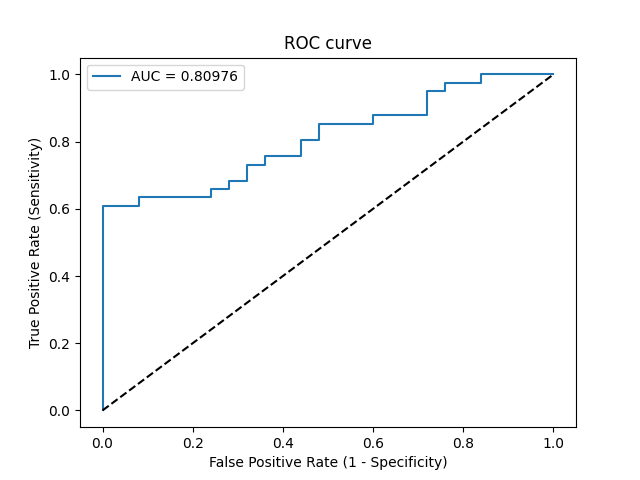 ROC curve
AUC = 0.80976
True Positive Rate (Sensitivity)
1.0
0.8
0.6
0.4
0.2
0.0
0.0 0.2 0.4 0.6 0.8 1.0
False Positive Rate (1 - Specificity)